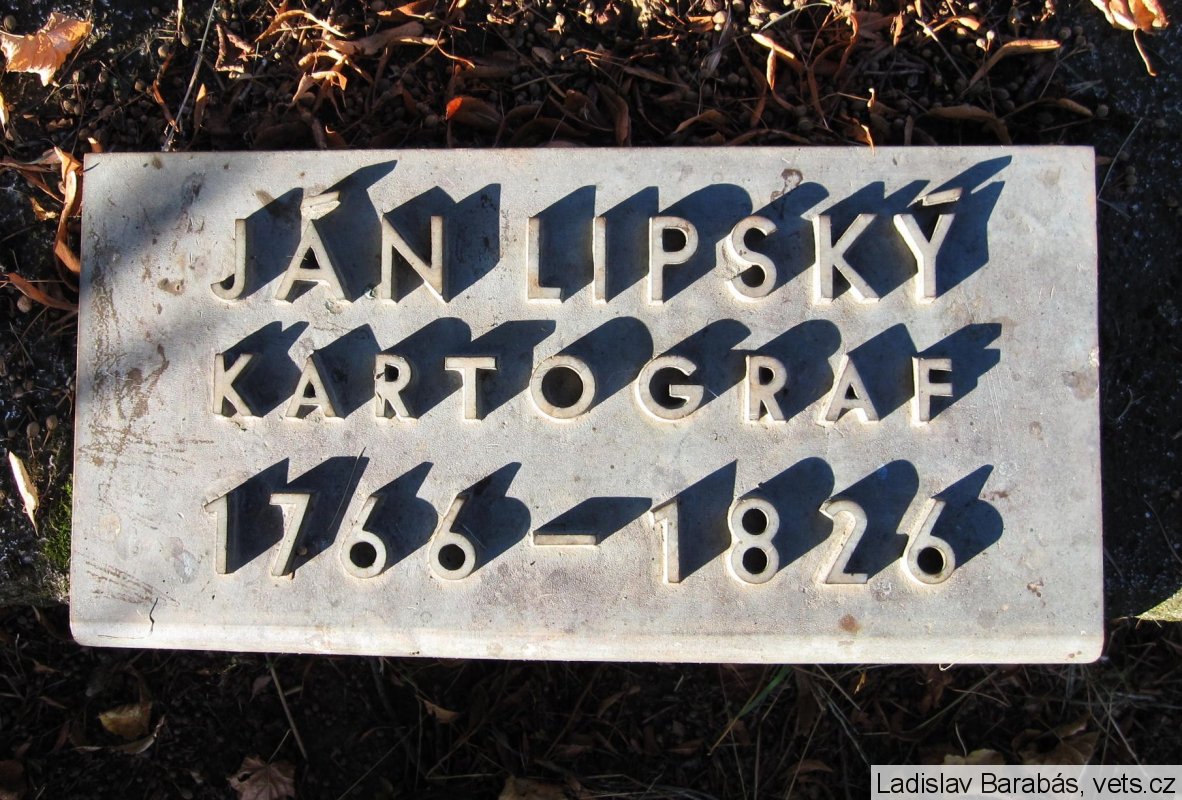 JÁN LIPSKÝ
KARTOGRAF
1766-1826
Ladislav Barabás, vets.cz